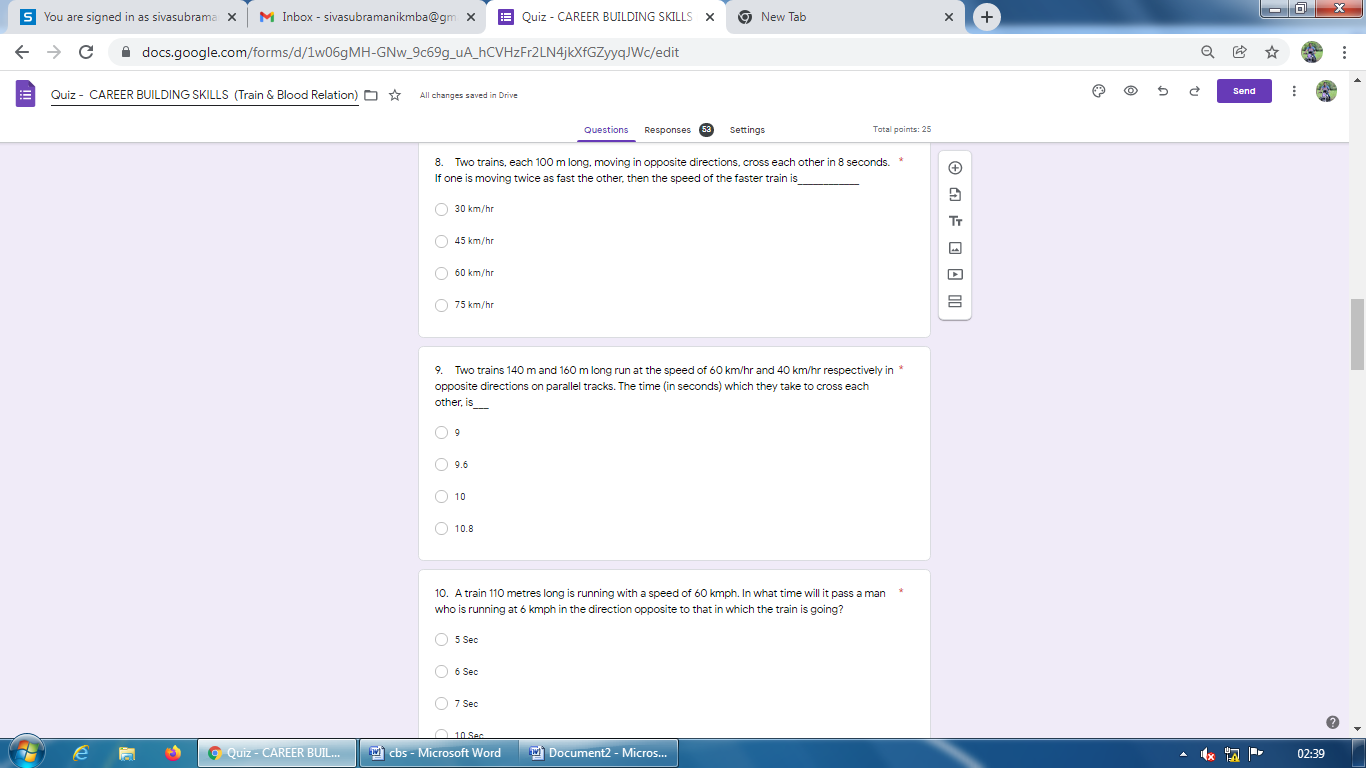 You are signed in as sivasubrama
Inbox - sivasubramanikmba@gm
Quiz - CAREER BUILDING SKILLS
New Tab
docs.google.com/forms/d/1w06gMH-GNw_9c69g_uA_hCVHzFr2LN4jkXfGZyyqJWc/edit
Quiz - CAREER BUILDING SKILLS (Train & Blood Relation)
All changes saved in Drive
Send
Questions
Responses 53
Settings
Total points: 25
8. Two trains, each 100 m long, moving in opposite directions, cross each other in 8 seconds. *
If one is moving twice as fast the other, then the speed of the faster train is____________
30 km/hr
45 km/hr
60 km/hr
75 km/hr
9. Two trains 140 m and 160 m long run at the speed of 60 km/hr and 40 km/hr respectively in *
opposite directions on parallel tracks. The time (in seconds) which they take to cross each
other, is___
9
9.6
10
10.8
10. A train 110 metres long is running with a speed of 60 kmph. In what time will it pass a man *
who is running at 6 kmph in the direction opposite to that in which the train is going?
5 Sec
6 Sec
7 Sec
10 Sec
Quiz - CAREER BUIL...
cbs - Microsoft Word
Document2 - Micros...
02:39